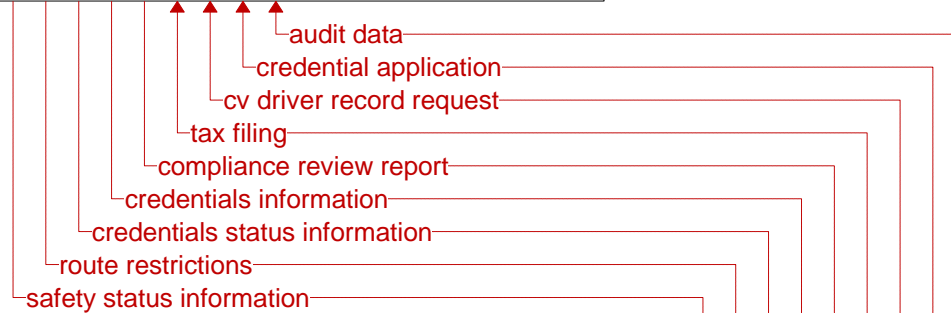 audit data
credential application
cv driver record request
tax filing
compliance review report
credentials information
credentials status information
route restrictions
safety status information